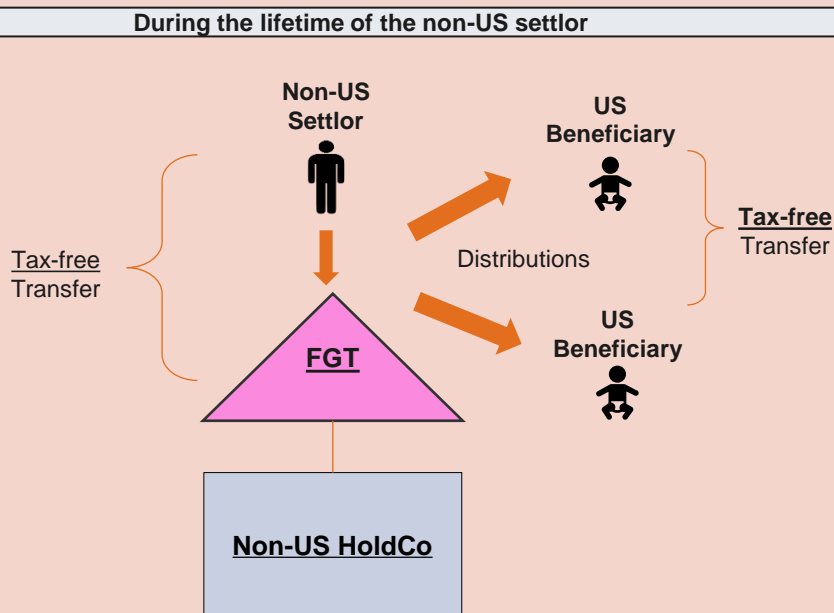 During the lifetime of the non-US settlor
Non-US
Settlor
US
Beneficiary
Tax-free
Transfer
Distributions
Tax-free
Transfer
US
Beneficiary
FGT
Non-US HoldCo